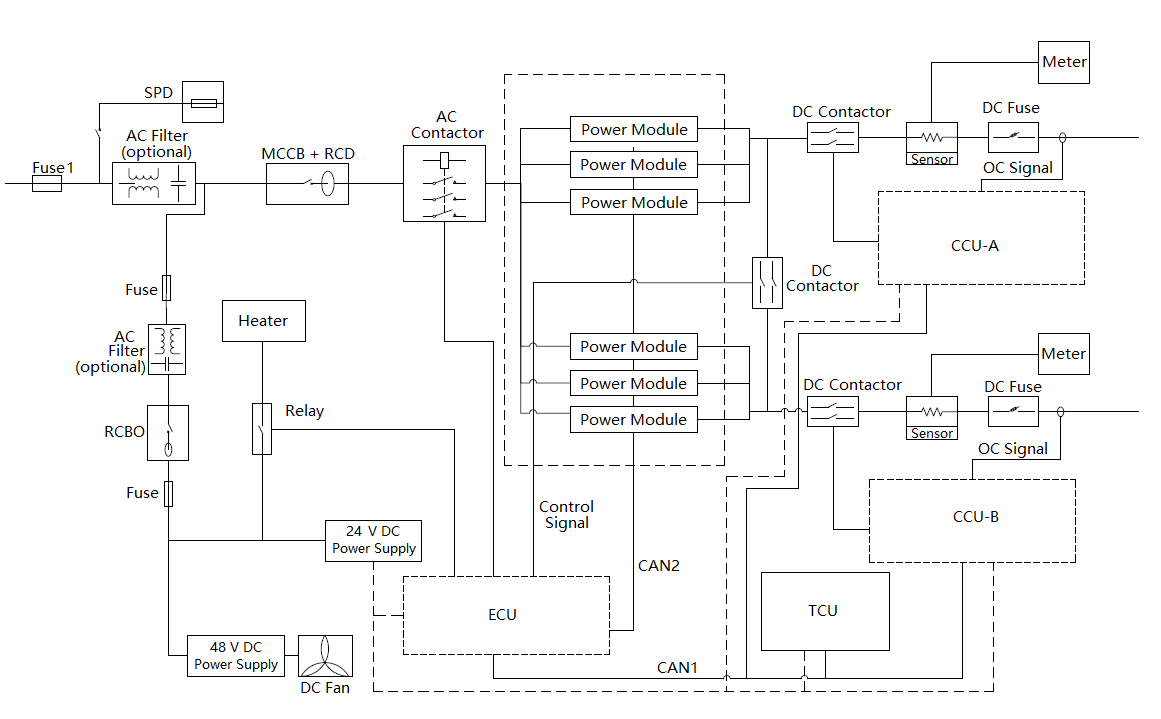 Meter
SPD
AC
Contactor
DC Contactor
DC Fuse
AC Filter
(optional)
Power Module
MCCB + RCD
Sensor
Fuse1
Power Module
OC Signal
Power Module
CCU-A
DC
Contactor
Fuse
Heater
AC
Filter
(optional)
Power Module
Meter
Power Module
DC Contactor
DC Fuse
Relay
Power Module
RCBO
Sensor
OC Signal
Fuse
Control
Signal
CCU-B
24 V DC
Power Supply
CAN2
ECU
TCU
48 V DC
Power Supply
CAN1
DC Fan